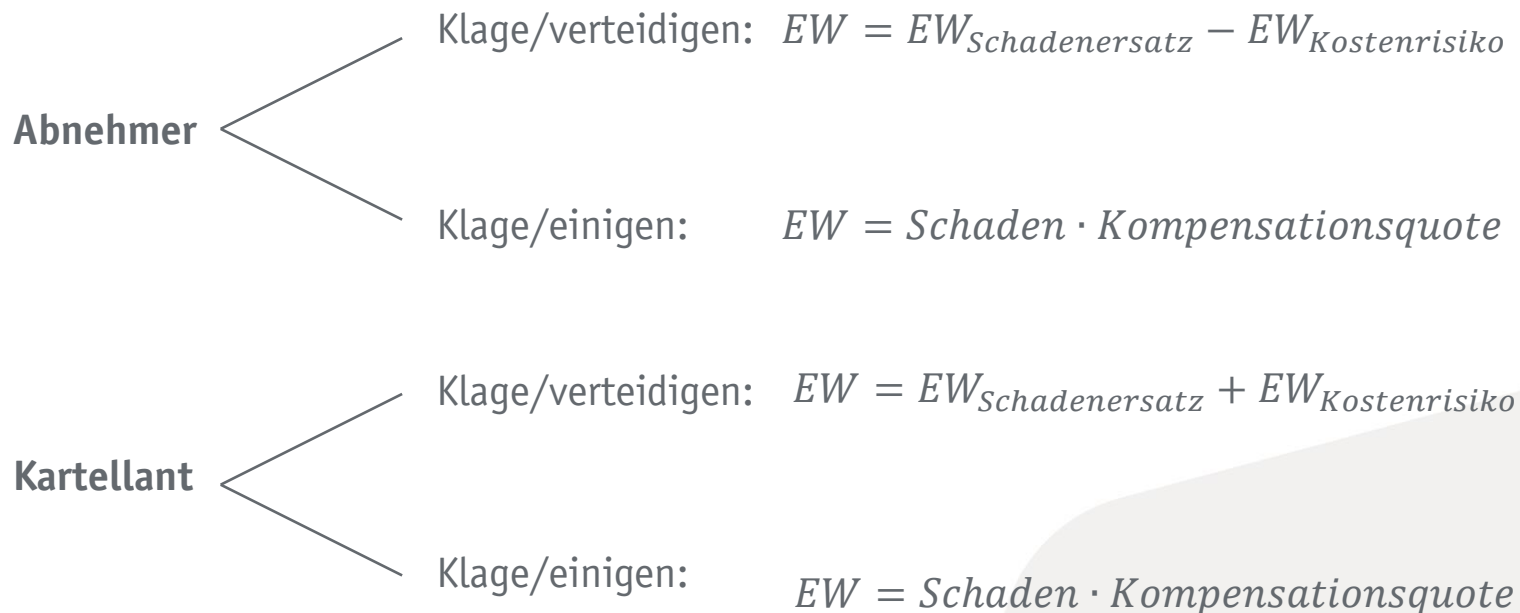 Klage/verteidigen: EW = EW_Schadenersatz − EW_Kostenrisiko
Abnehmer
Klage/einigen: EW = Schaden · Kompensationsquote
Klage/verteidigen: EW = EW_Schadenersatz + EW_Kostenrisiko
Kartellant
Klage/einigen: EW = Schaden · Kompensationsquote